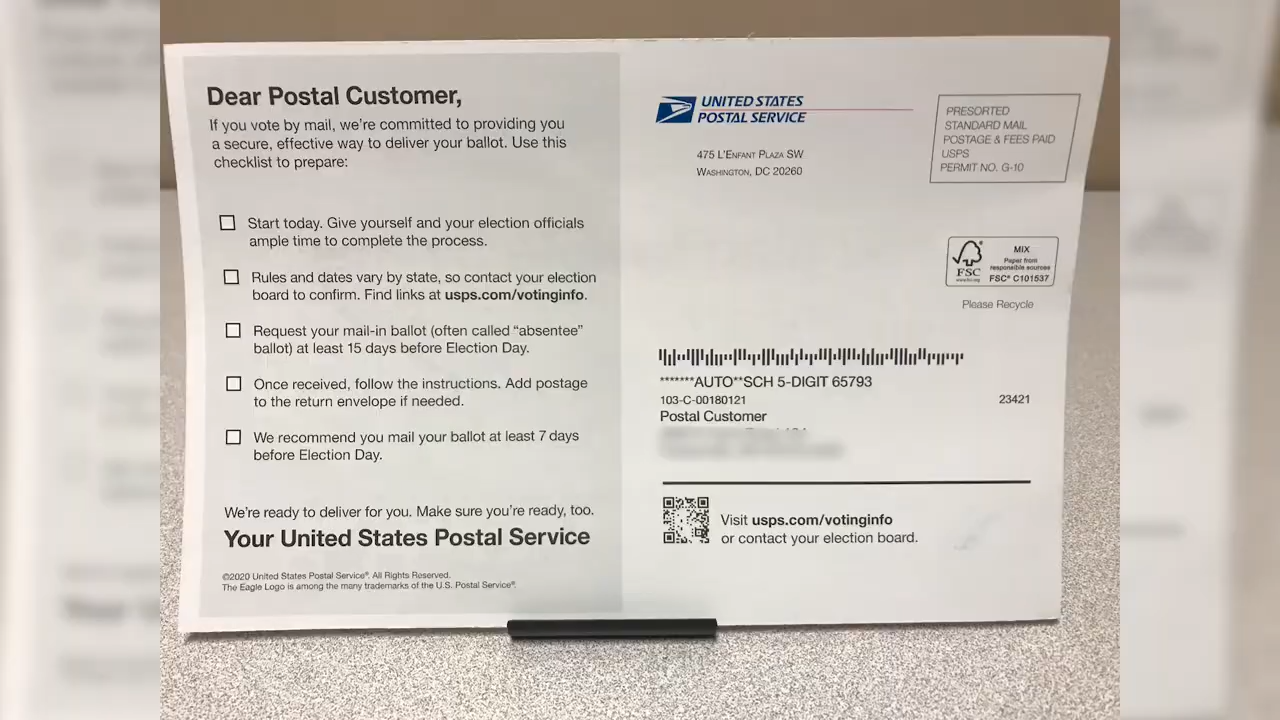 Dear Postal Customer,
If you vote by mail, we're committed to providing you
a secure, effective way to deliver your ballot. Use this
checklist to prepare:
Start today. Give yourself and your election officials
ample time to complete the process.
Rules and dates vary by state, so contact your election
board to confirm. Find links at usps.com/votinginfo.
Request your mail-in ballot (often called “absentee”
ballot) at least 15 days before Election Day.
Once received, follow the instructions. Add postage
to the return envelope if needed.
We recommend you mail your ballot at least 7 days
before Election Day.
We're ready to deliver for you. Make sure you're ready, too.
Your United States Postal Service
©2020 United States Postal Service®. All Rights Reserved.
The Eagle Logo is among the many trademarks of the U.S. Postal Service®.
UNITED STATES
POSTAL SERVICE
475 L'Enfant Plaza SW
Washington, DC 20260
PRESORTED
STANDARD MAIL
POSTAGE & FEES PAID
USPS
PERMIT NO. G-10
FSC
www.fsc.org
MIX
Paper from
responsible sources
FSC® C101537
Please Recycle
*******AUTO**SCH 5-DIGIT 65793
103-C-00180121 23421
Postal Customer
Visit usps.com/votinginfo
or contact your election board.